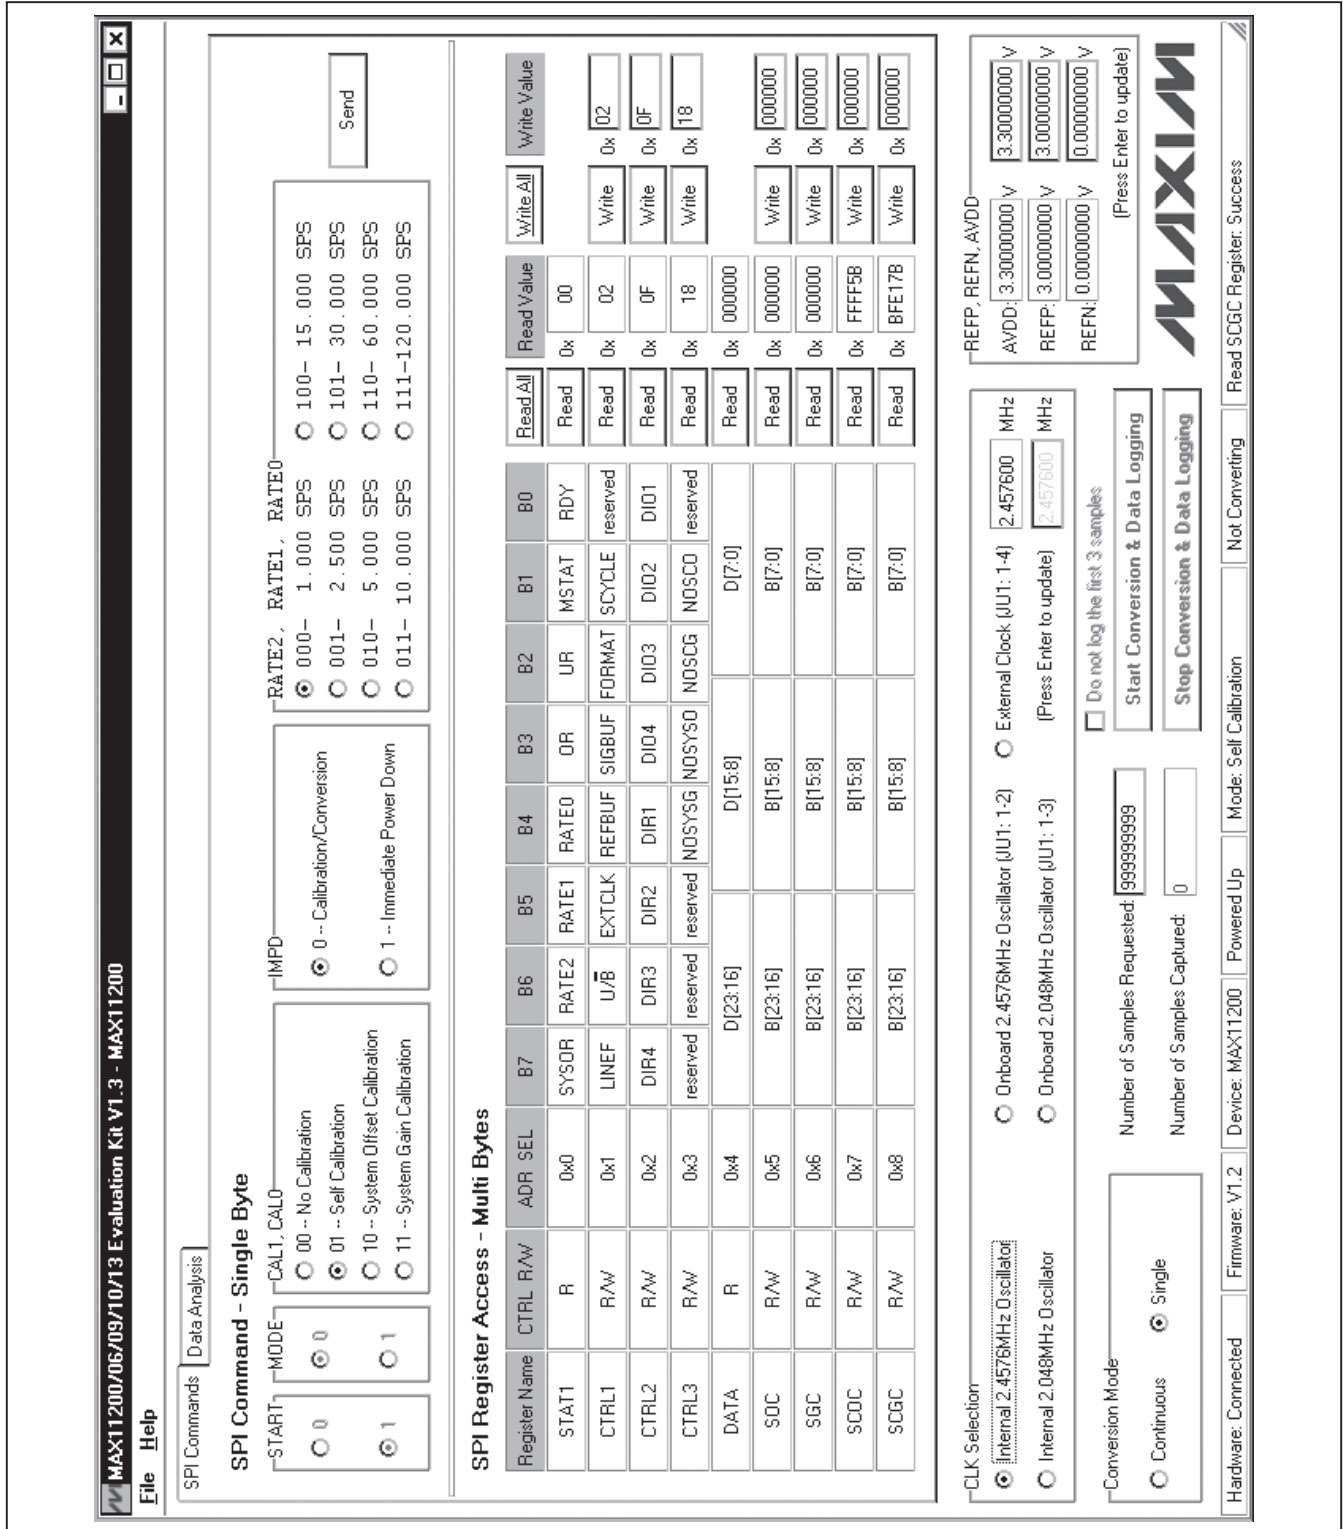 MAX11200/06/09/10/13 Evaluation Kit V1.3 - MAX11200
File Help
SPI Commands Data Analysis
SPI Command - Single Byte
START MODE CAL1, CAL0 IMPD RATE2, RATE1, RATE0
0 0 00 -- No Calibration 0 -- Calibration/Conversion 000- 1.000 SPS 100- 15.000 SPS
01 -- Self Calibration 001- 2.500 SPS 101- 30.000 SPS Send
1 1 10 -- System Offset Calibration 1 -- Immediate Power Down 010- 5.000 SPS 110- 60.000 SPS
11 -- System Gain Calibration 011- 10.000 SPS 111-120.000 SPS
SPI Register Access - Multi Bytes
Register Name CTRL R/W ADR SEL B7 B6 B5 B4 B3 B2 B1 B0 Read All Read Value Write All Write Value
STAT1 R 0x0 SYSOR RATE2 RATE1 RATE0 OR UR MSTAT RDY Read 0x 00
CTRL1 R/W 0x1 LINEF U/B̅ EXTCLK REFBUF SIGBUF FORMAT SCYCLE reserved Read 0x 02 Write 0x 02
CTRL2 R/W 0x2 DIR4 DIR3 DIR2 DIR1 DIO4 DIO3 DIO2 DIO1 Read 0x 0F Write 0x 0F
CTRL3 R/W 0x3 reserved reserved reserved NOSYSG NOSYSO NOSCG NOSCO reserved Read 0x 18 Write 0x 18
DATA R 0x4 D[23:16] D[15:8] D[7:0] Read 0x 000000
SOC R/W 0x5 B[23:16] B[15:8] B[7:0] Read 0x 000000 Write 0x 000000
SGC R/W 0x6 B[23:16] B[15:8] B[7:0] Read 0x 000000 Write 0x 000000
SCOC R/W 0x7 B[23:16] B[15:8] B[7:0] Read 0x FFFF5B Write 0x 000000
SCGC R/W 0x8 B[23:16] B[15:8] B[7:0] Read 0x BFE17B Write 0x 000000
CLK Selection
Internal 2.4576MHz Oscillator Onboard 2.4576MHz Oscillator (JU1: 1-2) External Clock (JU1: 1-4) 2.457600 MHz
Internal 2.048MHz Oscillator Onboard 2.048MHz Oscillator (JU1: 1-3) (Press Enter to update) 2.457600 MHz
REFP, REFN, AVDD
AVDD: 3.30000000 V 3.30000000 V
REFP: 3.00000000 V 3.00000000 V
REFN: 0.00000000 V 0.00000000 V
(Press Enter to update)
Conversion Mode
Continuous Single
Do not log the first 3 samples
Number of Samples Requested: 99999999 Start Conversion & Data Logging
Number of Samples Captured: 0 Stop Conversion & Data Logging
MAXIM
Hardware: Connected Firmware: V1.2 Device: MAX11200 Powered Up Mode: Self Calibration Not Converting Read SCGC Register: Success